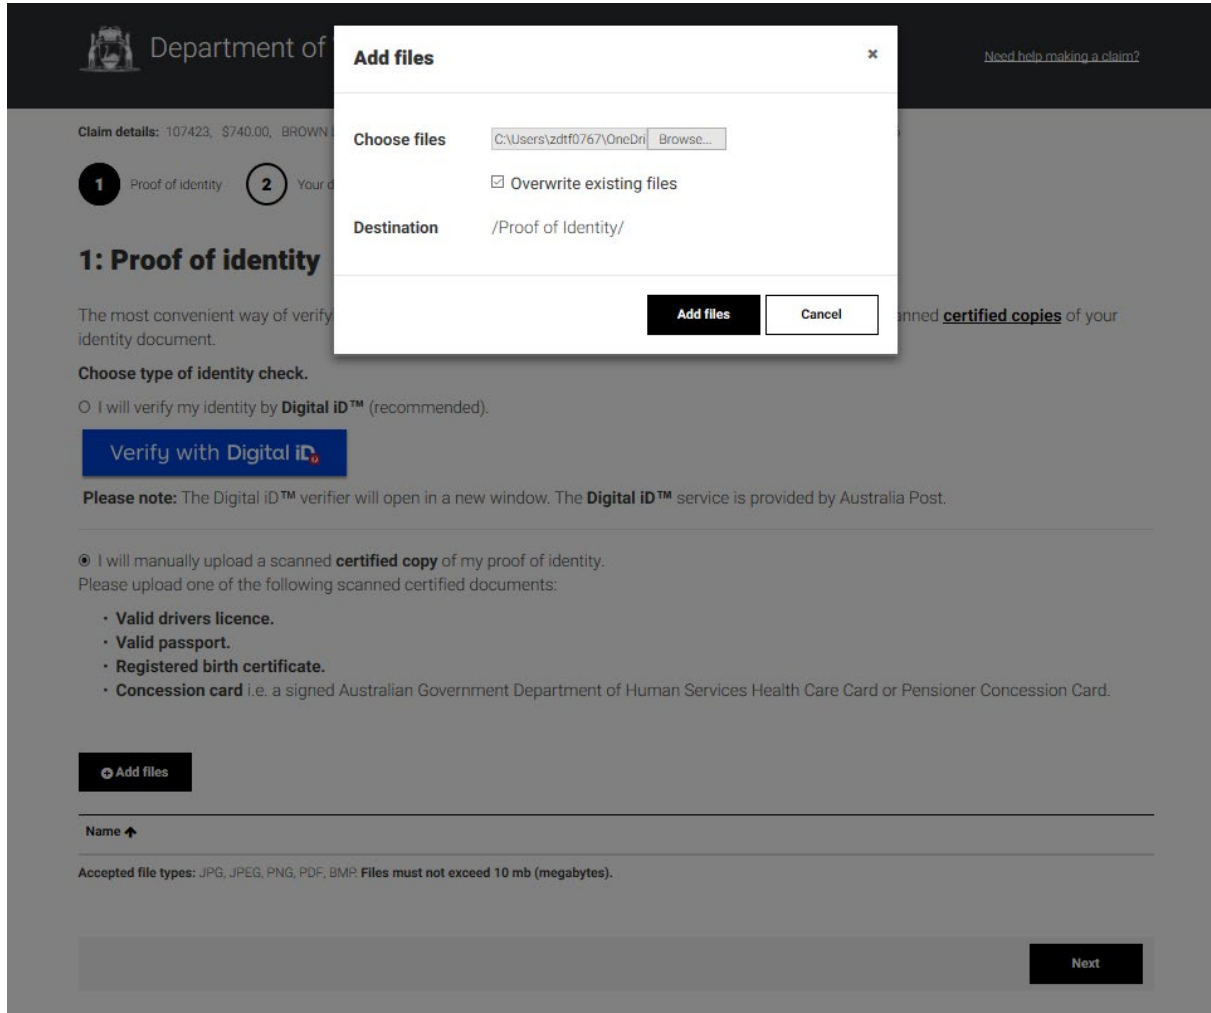 Department of
Need help making a claim?
Add files
×
Claim details: 107423, $740.00, BROWN
Choose files C:\Users\zdtf0767\OneDri Browse...
1 Proof of identity 2 Your d
Overwrite existing files
Destination /Proof of Identity/
1: Proof of identity
Add files Cancel
The most convenient way of verify
certified copies of your
identity document.
Choose type of identity check.
I will verify my identity by Digital iD™ (recommended).
Verify with Digital iD
Please note: The Digital iD™ verifier will open in a new window. The Digital iD™ service is provided by Australia Post.
I will manually upload a scanned certified copy of my proof of identity.
Please upload one of the following scanned certified documents:
• Valid drivers licence.
• Valid passport.
• Registered birth certificate.
• Concession card i.e. a signed Australian Government Department of Human Services Health Care Card or Pensioner Concession Card.
Add files
Name
Accepted file types: JPG, JPEG, PNG, PDF, BMP. Files must not exceed 10 mb (megabytes).
Next